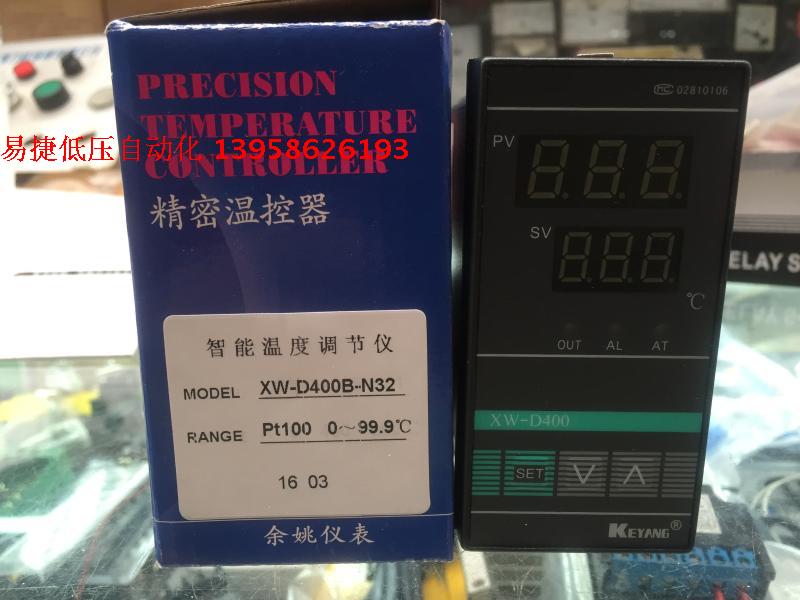 PRECISION
TEMPERATURE
CONTROLLER
易捷低压自动化 13958626193
精密温控器
智能温度调节仪
MODEL XW-D400B-N32
RANGE Pt100 0～99.9℃
16 03
余姚仪表
MC 02810106
PV
SV
℃
OUT AL AT
XW-D400
SET
KEYANG®
ELAY S